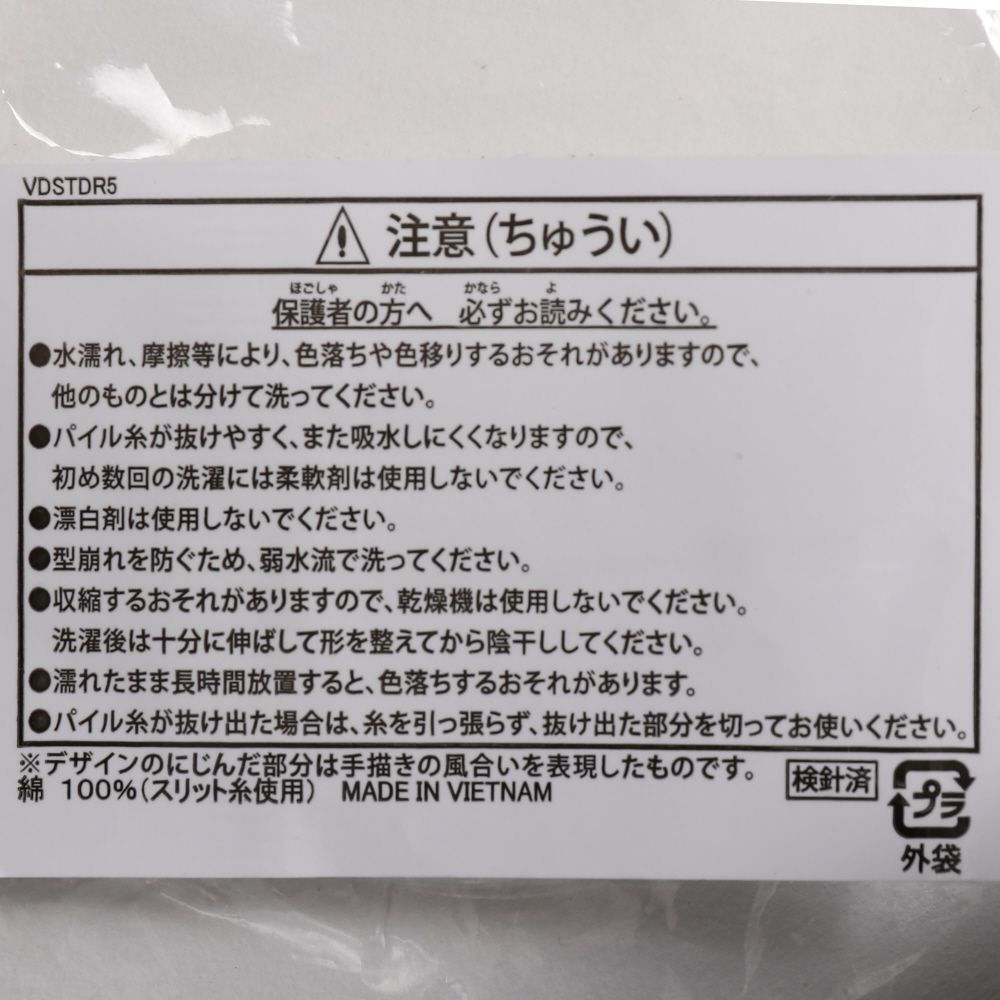 VDSTDR5
注意(ちゅうい)
ほごしゃ かた かなら よ
保護者の方へ 必ずお読みください。
●水濡れ、摩擦等により、色落ちや色移りするおそれがありますので、
他のものとは分けて洗ってください。
●パイル糸が抜けやすく、また吸水しにくくなりますので、
初め数回の洗濯には柔軟剤は使用しないでください。
●漂白剤は使用しないでください。
●型崩れを防ぐため、弱水流で洗ってください。
●収縮するおそれがありますので、乾燥機は使用しないでください。
洗濯後は十分に伸ばして形を整えてから陰干ししてください。
●濡れたまま長時間放置すると、色落ちするおそれがあります。
●パイル糸が抜け出た場合は、糸を引っ張らず、抜け出た部分を切ってお使いください。
※デザインのにじんだ部分は手描きの風合いを表現したものです。
綿 100%(スリット糸使用) MADE IN VIETNAM
検針済
プラ
外袋